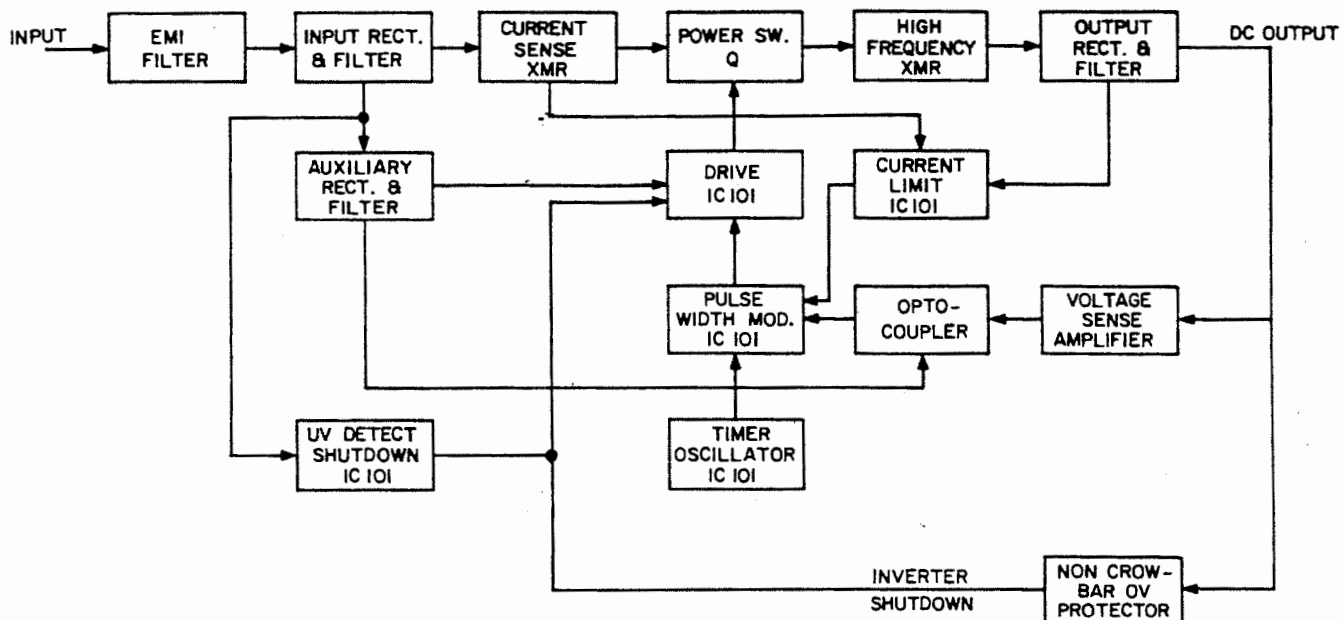 INPUT
EMI
FILTER
INPUT RECT.
& FILTER
CURRENT
SENSE
XMR
POWER SW.
Q
HIGH
FREQUENCY
XMR
OUTPUT
RECT. &
FILTER
DC OUTPUT
AUXILIARY
RECT. &
FILTER
DRIVE
IC 101
CURRENT
LIMIT
IC 101
PULSE
WIDTH MOD.
IC 101
OPTO-
COUPLER
VOLTAGE
SENSE
AMPLIFIER
UV DETECT
SHUTDOWN
IC 101
TIMER
OSCILLATOR
IC 101
INVERTER
SHUTDOWN
NON CROW-
BAR OV
PROTECTOR